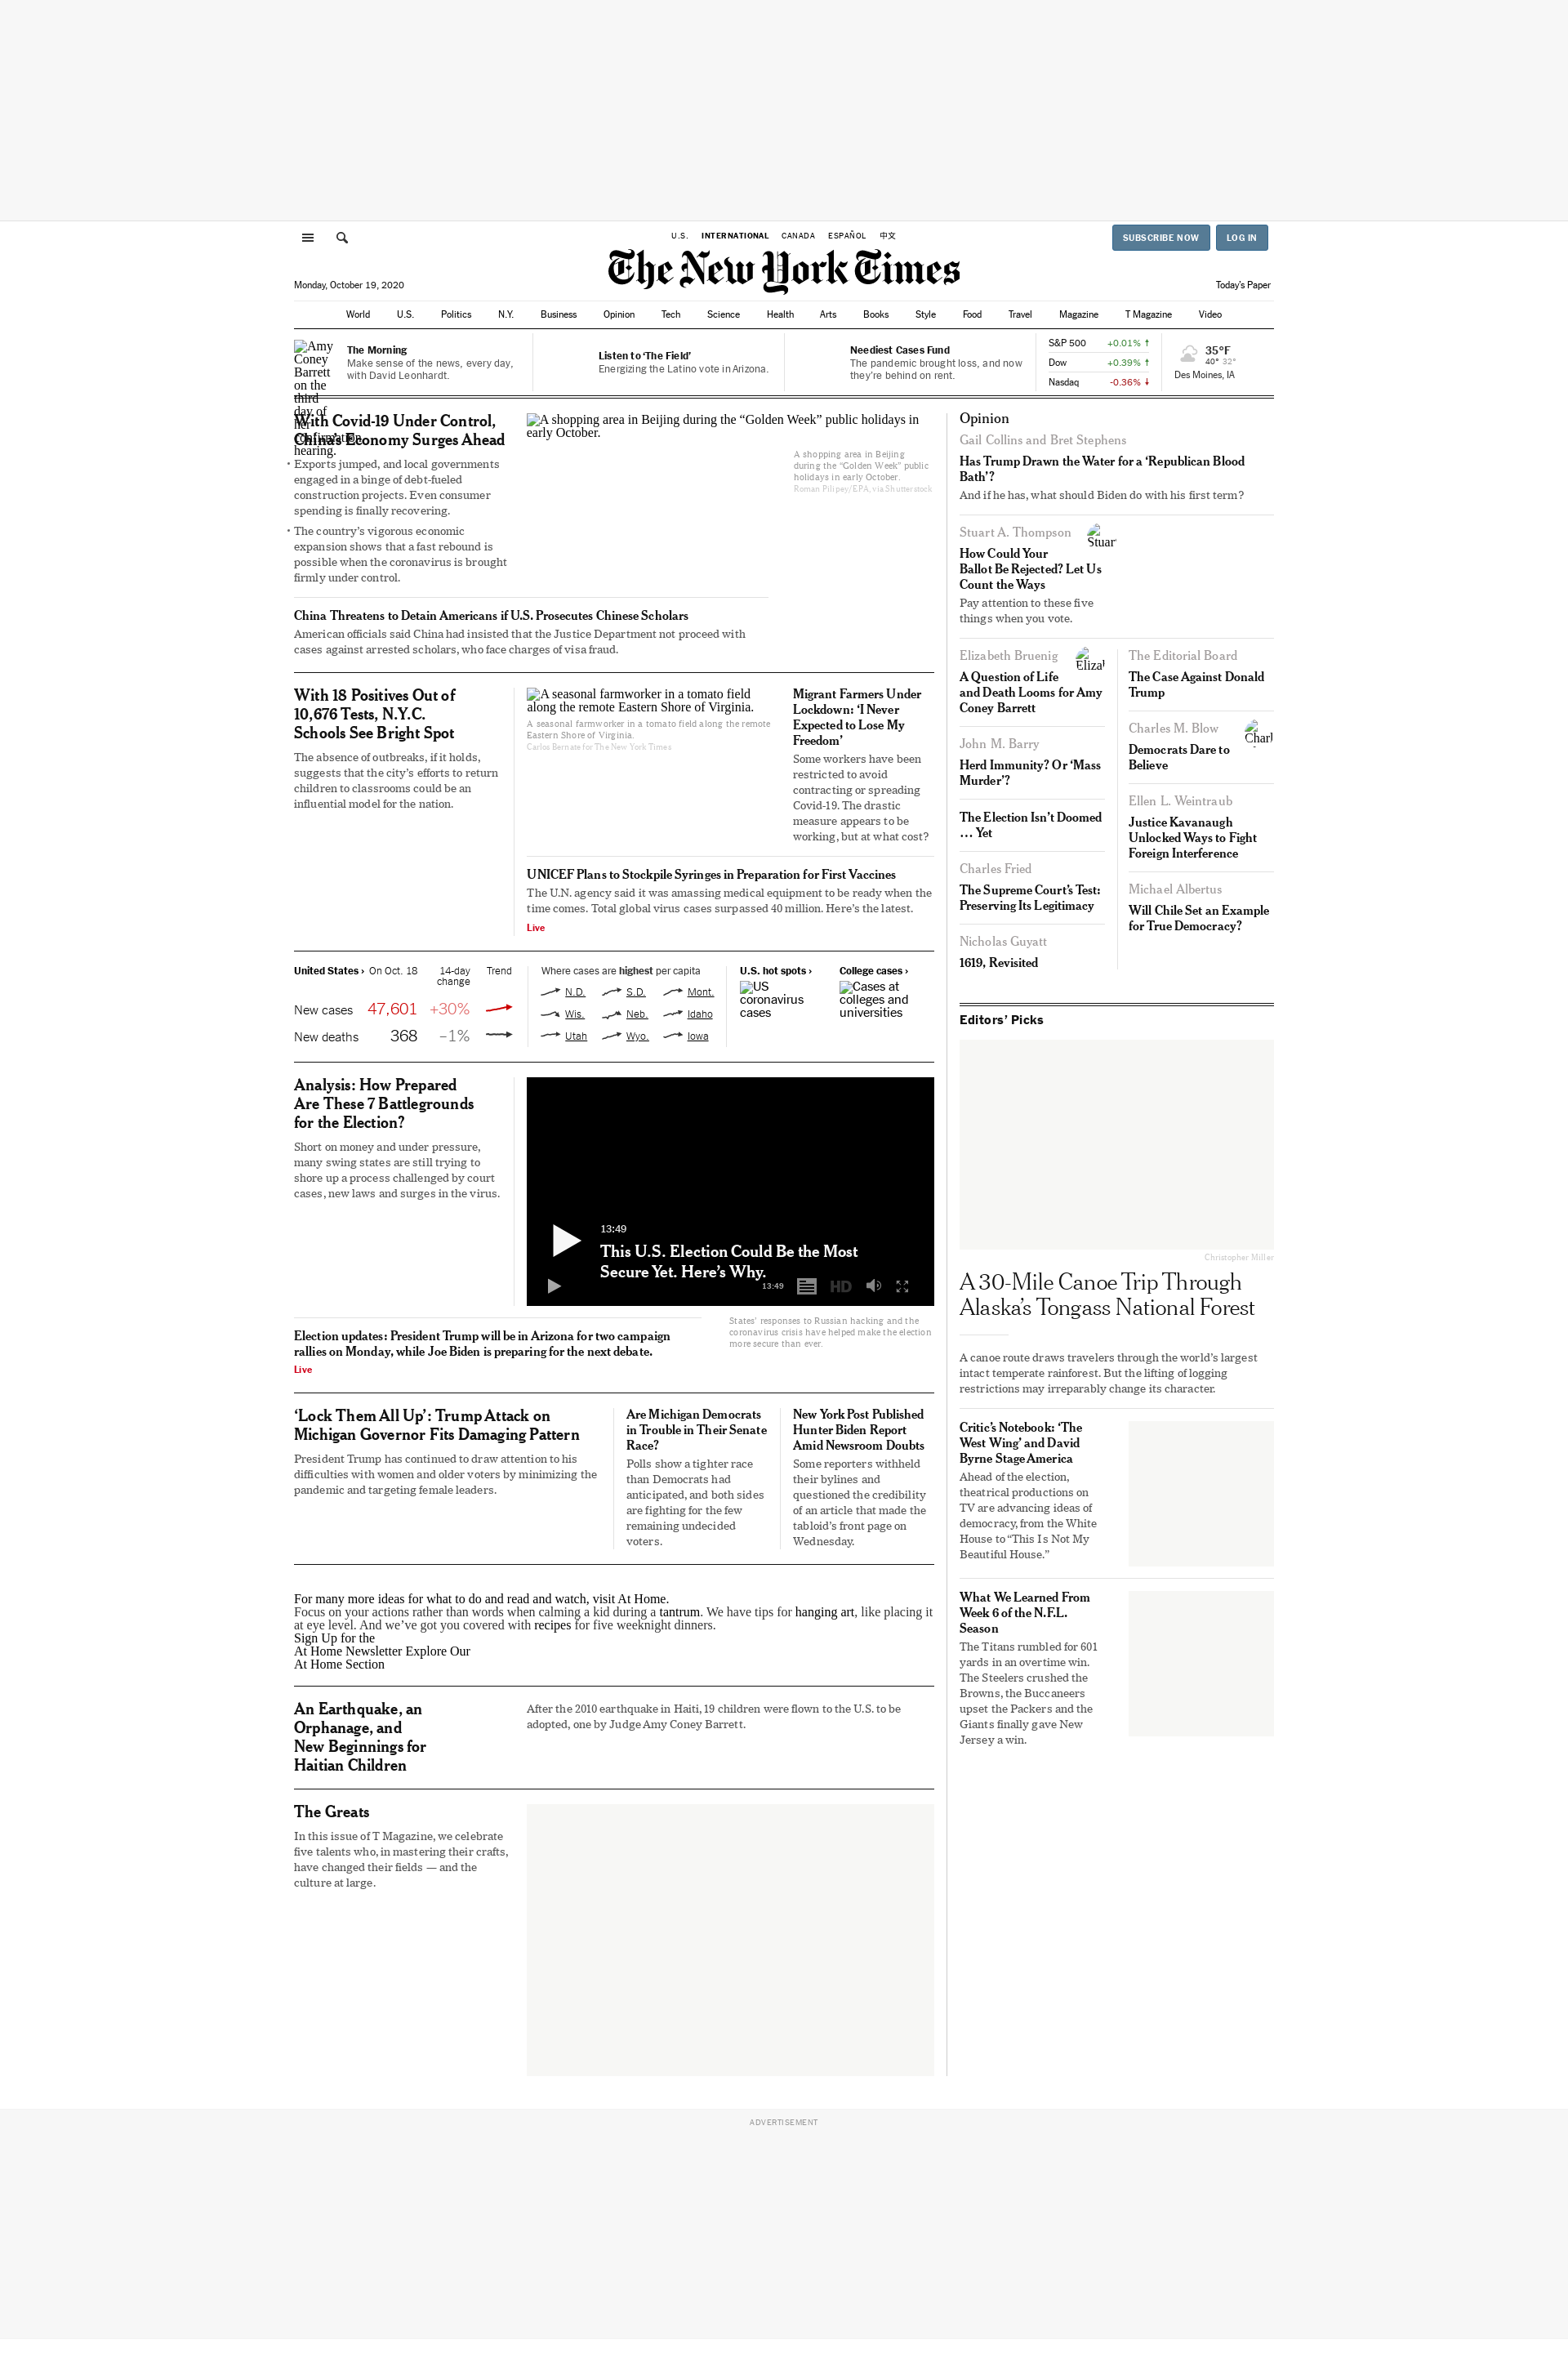 U.S. INTERNATIONAL CANADA ESPAÑOL 中文
SUBSCRIBE NOW LOG IN
The New York Times
Monday, October 19, 2020
Today's Paper
World U.S. Politics N.Y. Business Opinion Tech Science Health Arts Books Style Food Travel Magazine T Magazine Video
Amy
Coney
Barrett
on the
third
day of
her
confirmation
hearing.
The Morning
Make sense of the news, every day,
with David Leonhardt.
Listen to ‘The Field’
Energizing the Latino vote in Arizona.
Neediest Cases Fund
The pandemic brought loss, and now
they’re behind on rent.
S&P 500 +0.01%
Dow +0.39%
Nasdaq -0.36%
35°F
40° 32°
Des Moines, IA
With Covid-19 Under Control,
China’s Economy Surges Ahead
• Exports jumped, and local governments
engaged in a binge of debt-fueled
construction projects. Even consumer
spending is finally recovering.
• The country’s vigorous economic
expansion shows that a fast rebound is
possible when the coronavirus is brought
firmly under control.
A shopping area in Beijing during the “Golden Week” public holidays in
early October.
A shopping area in Beijing
during the “Golden Week” public
holidays in early October.
Roman Pilipey/EPA, via Shutterstock
China Threatens to Detain Americans if U.S. Prosecutes Chinese Scholars
American officials said China had insisted that the Justice Department not proceed with
cases against arrested scholars, who face charges of visa fraud.
With 18 Positives Out of
10,676 Tests, N.Y.C.
Schools See Bright Spot
The absence of outbreaks, if it holds,
suggests that the city’s efforts to return
children to classrooms could be an
influential model for the nation.
A seasonal farmworker in a tomato field
along the remote Eastern Shore of Virginia.
A seasonal farmworker in a tomato field along the remote
Eastern Shore of Virginia.
Carlos Bernate for The New York Times
Migrant Farmers Under
Lockdown: ‘I Never
Expected to Lose My
Freedom’
Some workers have been
restricted to avoid
contracting or spreading
Covid-19. The drastic
measure appears to be
working, but at what cost?
UNICEF Plans to Stockpile Syringes in Preparation for First Vaccines
The U.N. agency said it was amassing medical equipment to be ready when the
time comes. Total global virus cases surpassed 40 million. Here’s the latest.
Live
United States › On Oct. 18 14-day
change Trend
New cases 47,601 +30%
New deaths 368 –1%
Where cases are highest per capita
N.D. S.D. Mont.
Wis. Neb. Idaho
Utah Wyo. Iowa
U.S. hot spots ›
US
coronavirus
cases
College cases ›
Cases at
colleges and
universities
Analysis: How Prepared
Are These 7 Battlegrounds
for the Election?
Short on money and under pressure,
many swing states are still trying to
shore up a process challenged by court
cases, new laws and surges in the virus.
13:49
This U.S. Election Could Be the Most
Secure Yet. Here’s Why.
13:49 HD
States’ responses to Russian hacking and the
coronavirus crisis have helped make the election
more secure than ever.
Election updates: President Trump will be in Arizona for two campaign
rallies on Monday, while Joe Biden is preparing for the next debate.
Live
‘Lock Them All Up’: Trump Attack on
Michigan Governor Fits Damaging Pattern
President Trump has continued to draw attention to his
difficulties with women and older voters by minimizing the
pandemic and targeting female leaders.
Are Michigan Democrats
in Trouble in Their Senate
Race?
Polls show a tighter race
than Democrats had
anticipated, and both sides
are fighting for the few
remaining undecided
voters.
New York Post Published
Hunter Biden Report
Amid Newsroom Doubts
Some reporters withheld
their bylines and
questioned the credibility
of an article that made the
tabloid’s front page on
Wednesday.
For many more ideas for what to do and read and watch, visit At Home.
Focus on your actions rather than words when calming a kid during a tantrum. We have tips for hanging art, like placing it
at eye level. And we’ve got you covered with recipes for five weeknight dinners.
Sign Up for the
At Home Newsletter Explore Our
At Home Section
An Earthquake, an
Orphanage, and
New Beginnings for
Haitian Children
After the 2010 earthquake in Haiti, 19 children were flown to the U.S. to be
adopted, one by Judge Amy Coney Barrett.
The Greats
In this issue of T Magazine, we celebrate
five talents who, in mastering their crafts,
have changed their fields — and the
culture at large.
Opinion
Gail Collins and Bret Stephens
Has Trump Drawn the Water for a ‘Republican Blood
Bath’?
And if he has, what should Biden do with his first term?
Stuart A. Thompson
How Could Your
Ballot Be Rejected? Let Us
Count the Ways
Pay attention to these five
things when you vote.
Stuar
Elizabeth Bruenig
A Question of Life
and Death Looms for Amy
Coney Barrett
Elizal
John M. Barry
Herd Immunity? Or ‘Mass
Murder’?
The Election Isn’t Doomed
… Yet
Charles Fried
The Supreme Court’s Test:
Preserving Its Legitimacy
Nicholas Guyatt
1619, Revisited
The Editorial Board
The Case Against Donald
Trump
Charles M. Blow
Democrats Dare to
Believe
Charl
Ellen L. Weintraub
Justice Kavanaugh
Unlocked Ways to Fight
Foreign Interference
Michael Albertus
Will Chile Set an Example
for True Democracy?
Editors’ Picks
Christopher Miller
A 30-Mile Canoe Trip Through
Alaska’s Tongass National Forest
A canoe route draws travelers through the world’s largest
intact temperate rainforest. But the lifting of logging
restrictions may irreparably change its character.
Critic’s Notebook: ‘The
West Wing’ and David
Byrne Stage America
Ahead of the election,
theatrical productions on
TV are advancing ideas of
democracy, from the White
House to “This Is Not My
Beautiful House.”
What We Learned From
Week 6 of the N.F.L.
Season
The Titans rumbled for 601
yards in an overtime win.
The Steelers crushed the
Browns, the Buccaneers
upset the Packers and the
Giants finally gave New
Jersey a win.
ADVERTISEMENT